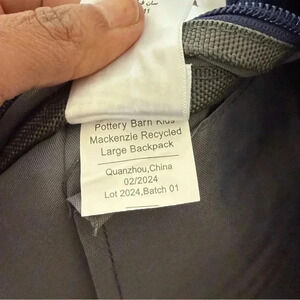 Pottery Barn Kids
Mackenzie Recycled
Large Backpack
Quanzhou,China
02/2024
Lot 2024,Batch 01